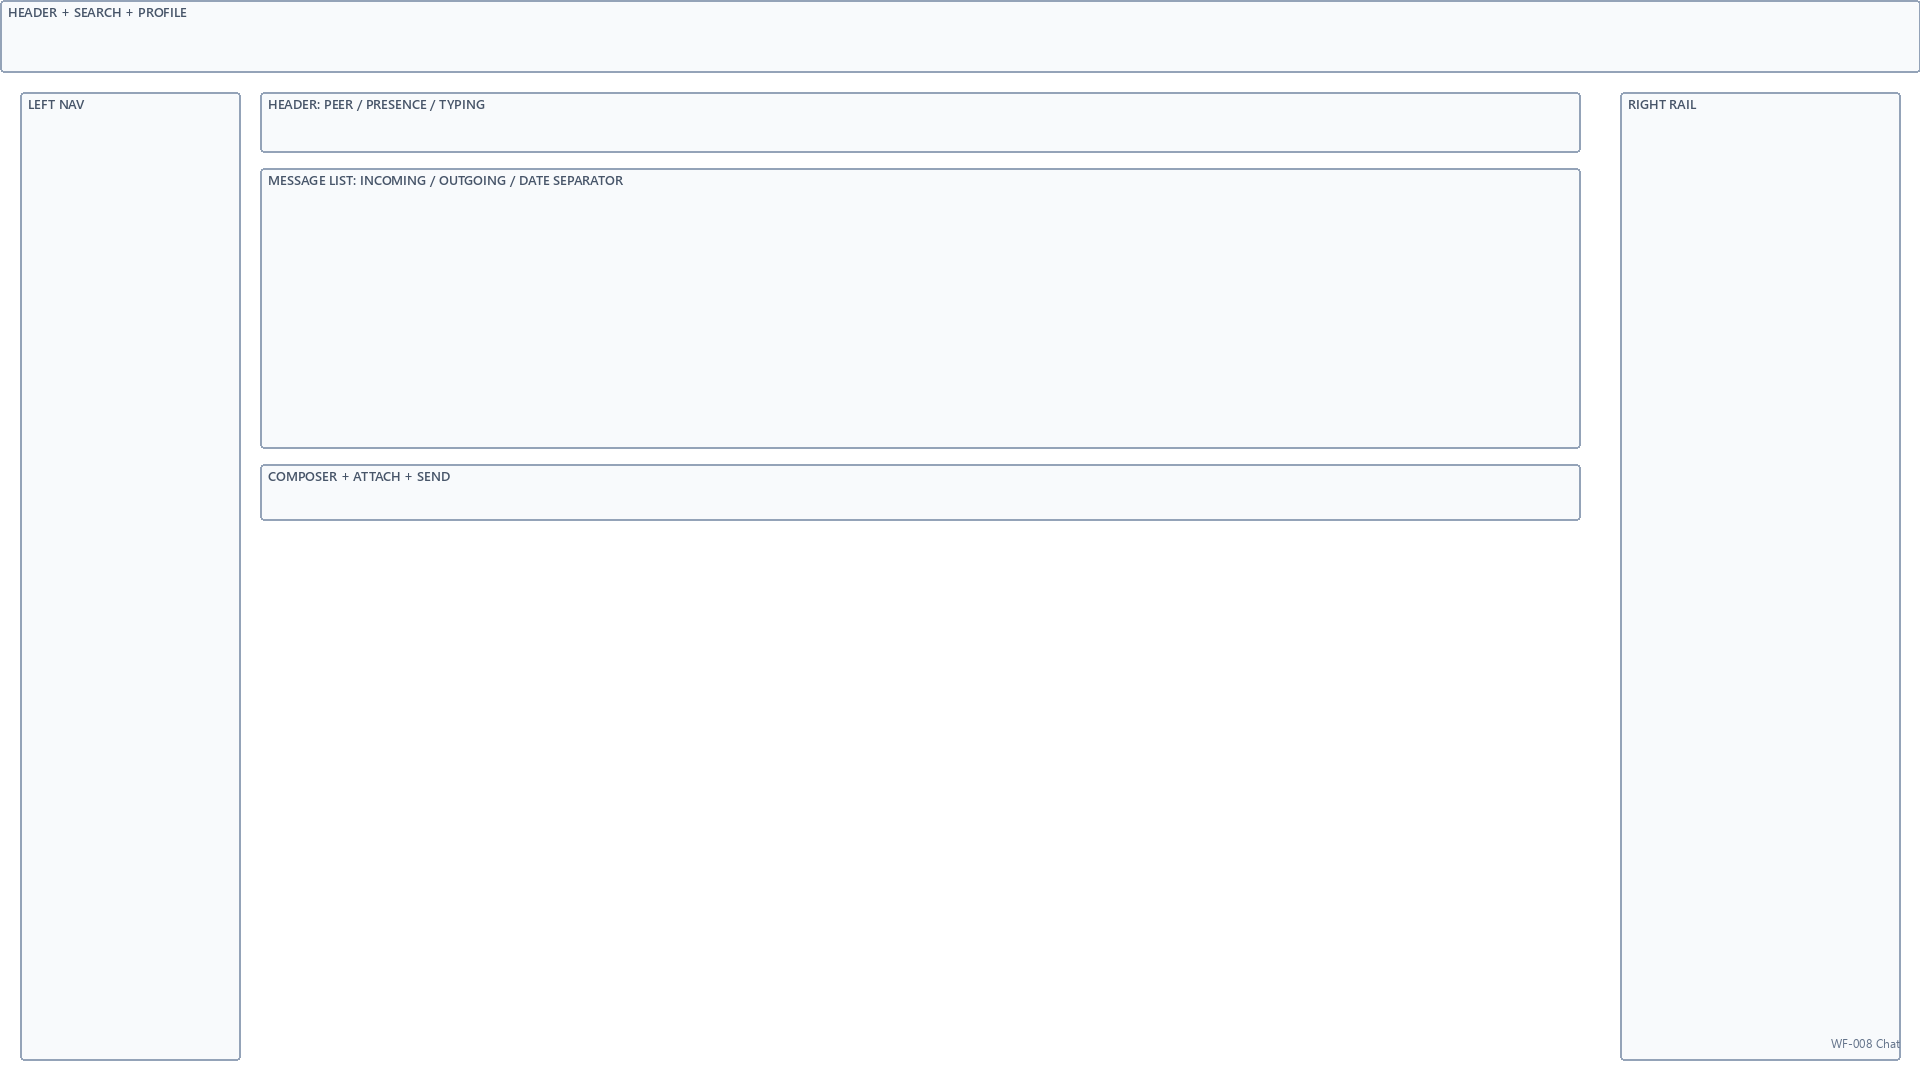 HEADER + SEARCH + PROFILE
LEFT NAV
HEADER: PEER / PRESENCE / TYPING
RIGHT RAIL
MESSAGE LIST: INCOMING / OUTGOING / DATE SEPARATOR
COMPOSER + ATTACH + SEND
WF-008 Chat